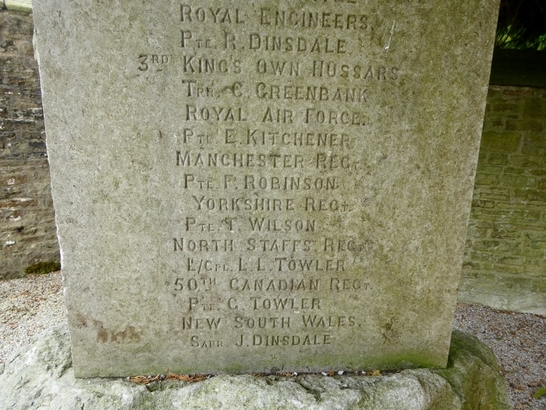 ROYAL ENGINEERS
PTE R. DINSDALE
3RD KING'S OWN HUSSARS
TPR. C. GREENBANK
ROYAL AIR FORCE.
PTE E. KITCHENER
MANCHESTER REGT
PTE F. ROBINSON
YORKSHIRE REGT.
PTE T. WILSON
NORTH STAFFS REGT
L/CPL L.L. TOWLER
50TH CANADIAN REGT.
PTE C. TOWLER
NEW SOUTH WALES.
SAPR J. DINSDALE